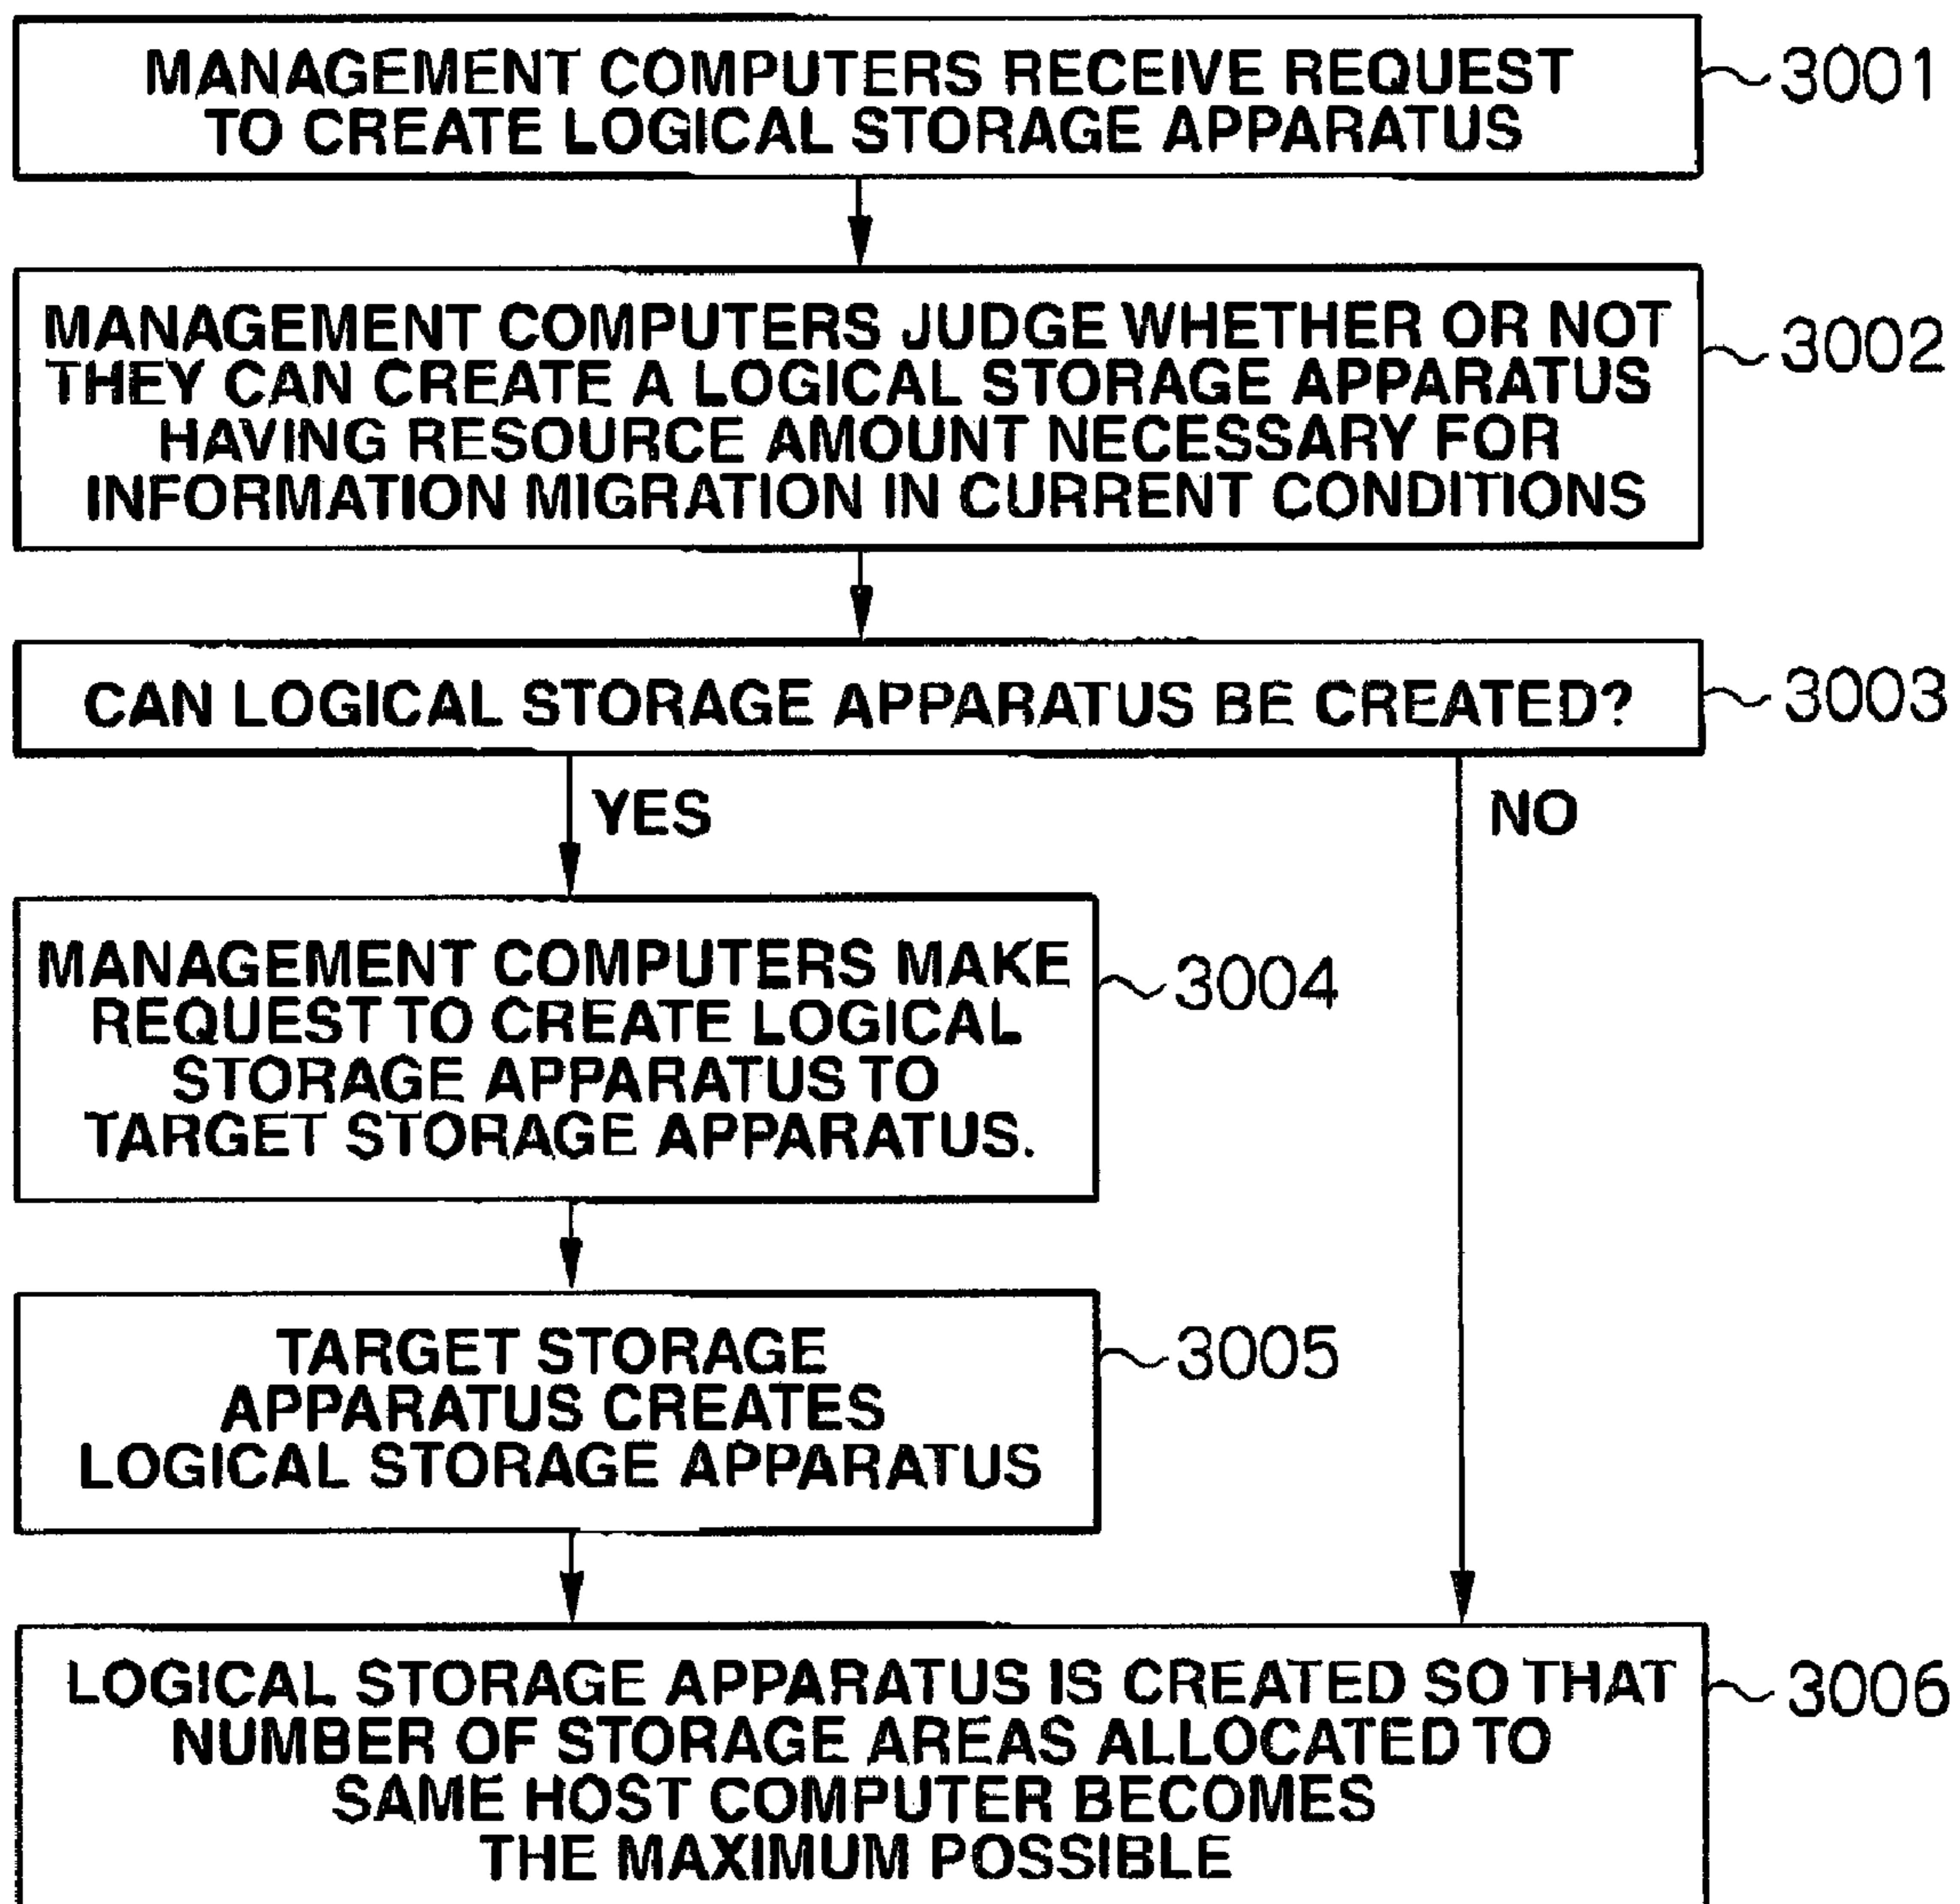 MANAGEMENT COMPUTERS RECEIVE REQUEST
TO CREATE LOGICAL STORAGE APPARATUS
3001
MANAGEMENT COMPUTERS JUDGE WHETHER OR NOT
THEY CAN CREATE A LOGICAL STORAGE APPARATUS
HAVING RESOURCE AMOUNT NECESSARY FOR
INFORMATION MIGRATION IN CURRENT CONDITIONS
3002
CAN LOGICAL STORAGE APPARATUS BE CREATED?
3003
YES
NO
MANAGEMENT COMPUTERS MAKE
REQUEST TO CREATE LOGICAL
STORAGE APPARATUS TO
TARGET STORAGE APPARATUS.
3004
TARGET STORAGE
APPARATUS CREATES
LOGICAL STORAGE APPARATUS
3005
LOGICAL STORAGE APPARATUS IS CREATED SO THAT
NUMBER OF STORAGE AREAS ALLOCATED TO
SAME HOST COMPUTER BECOMES
THE MAXIMUM POSSIBLE
3006